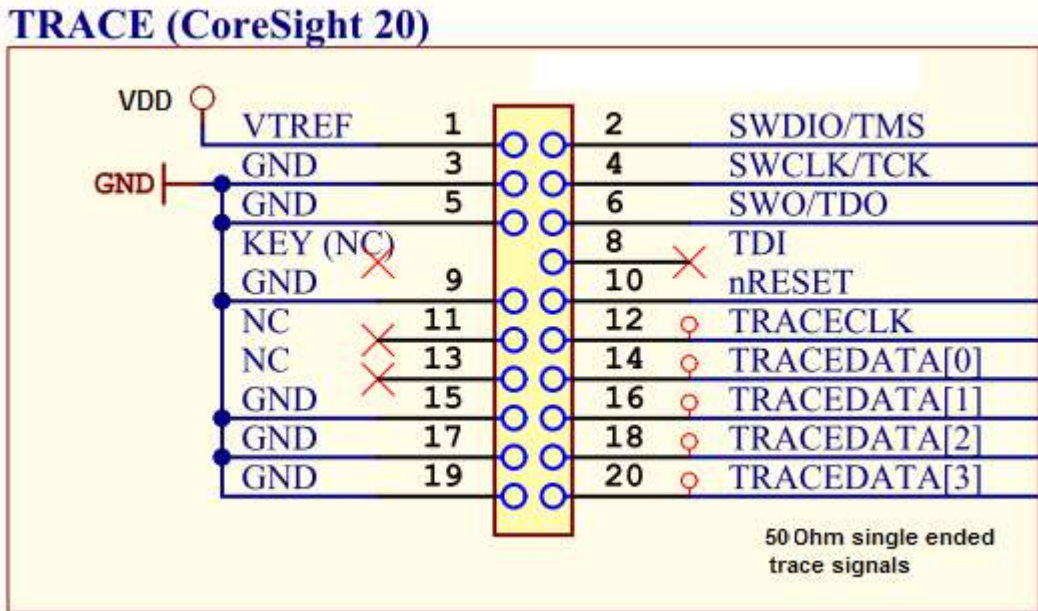 TRACE (CoreSight 20)
VDD
VTREF 1 2 SWDIO/TMS
GND GND 3 4 SWCLK/TCK
GND 5 6 SWO/TDO
KEY (NC) 8 TDI
GND 9 10 nRESET
NC 11 12 TRACECLK
NC 13 14 TRACEDATA[0]
GND 15 16 TRACEDATA[1]
GND 17 18 TRACEDATA[2]
GND 19 20 TRACEDATA[3]
50 Ohm single ended
trace signals